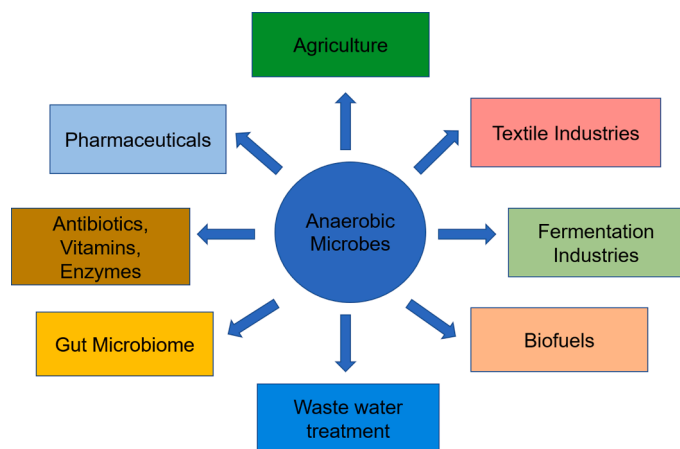 Agriculture
Pharmaceuticals
Textile Industries
Antibiotics,
Vitamins,
Enzymes
Anaerobic
Microbes
Fermentation
Industries
Gut Microbiome
Biofuels
Waste water
treatment